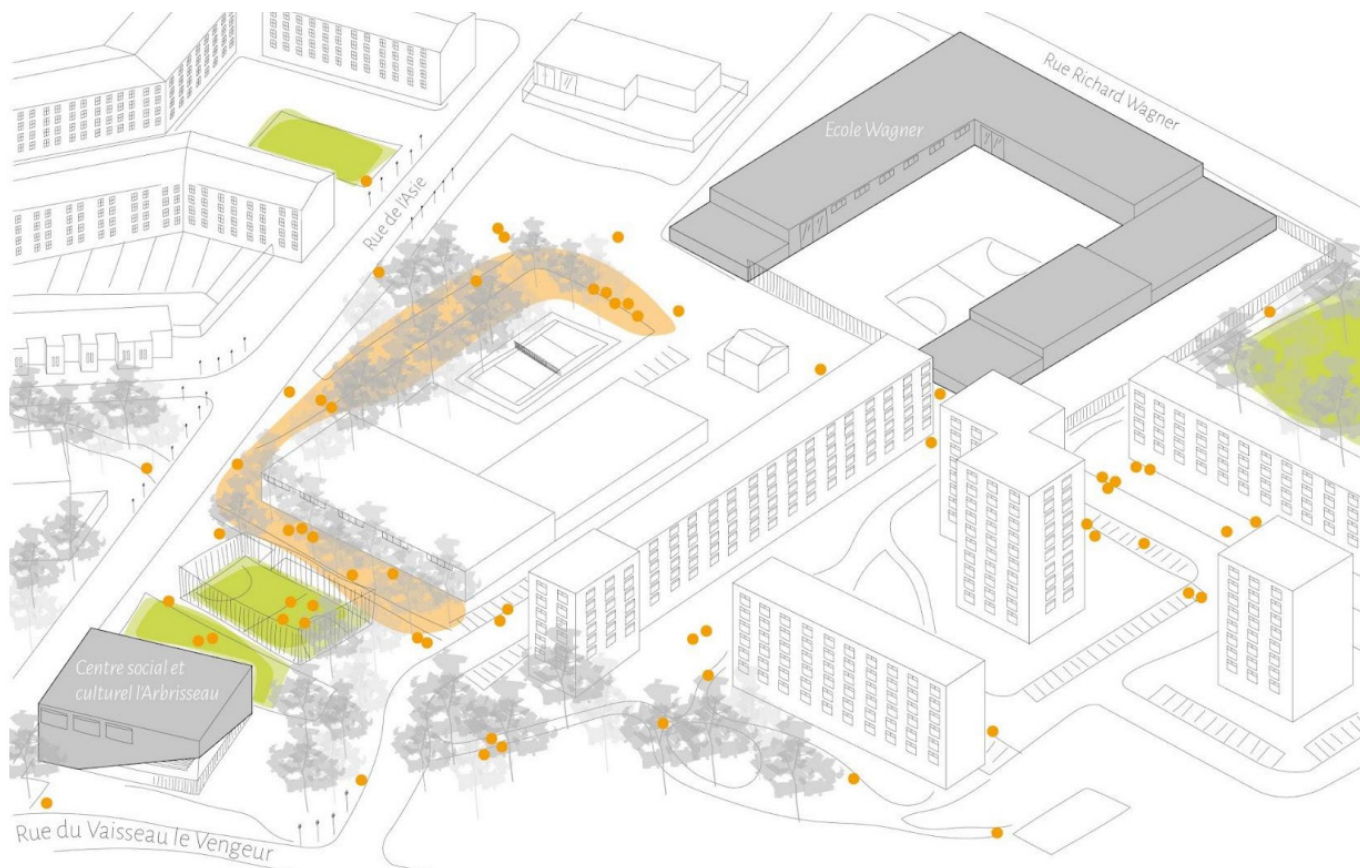 Rue Richard Wagner
Ecole Wagner
Rue de l'Asie
Centre social et
culturel l'Arbrisseau
Rue du Vaisseau le Vengeur